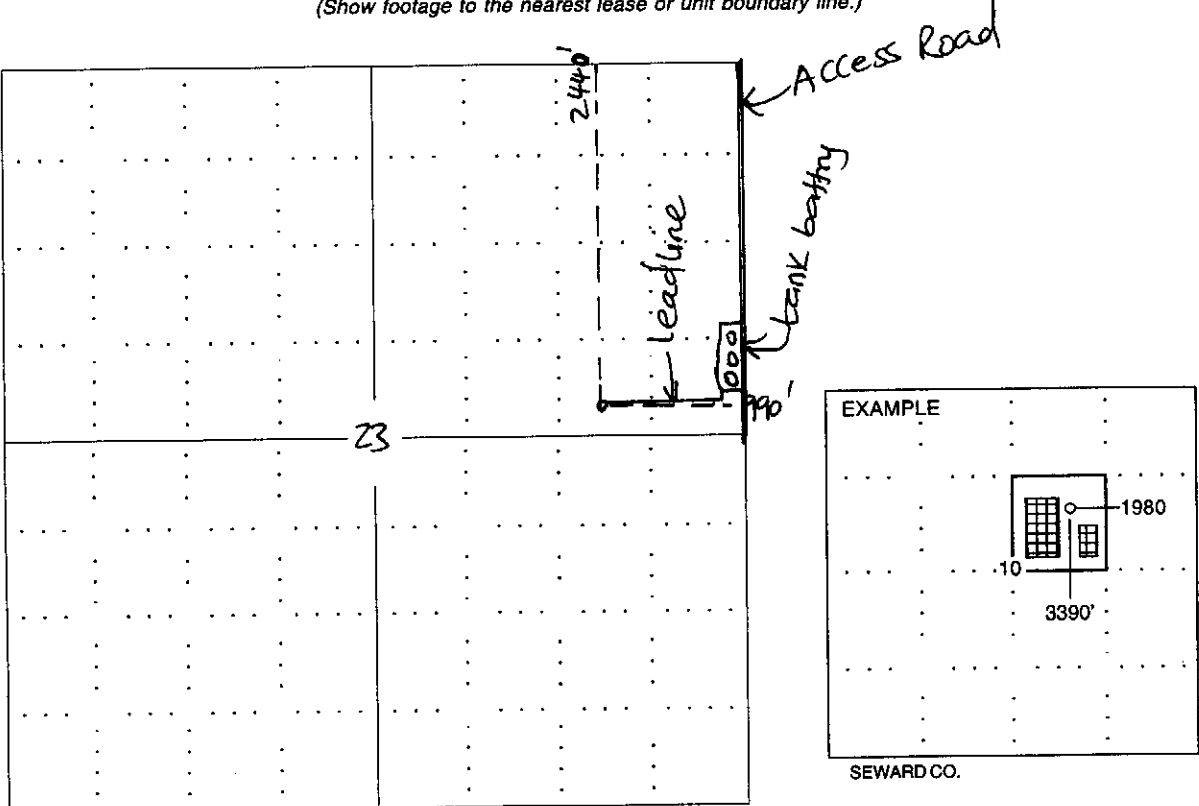 (Show footage to the nearest lease or unit boundary line.)
Access Road
2440'
leadline
tank battry
990'
23
EXAMPLE
1980
10
3390'
SEWARD CO.